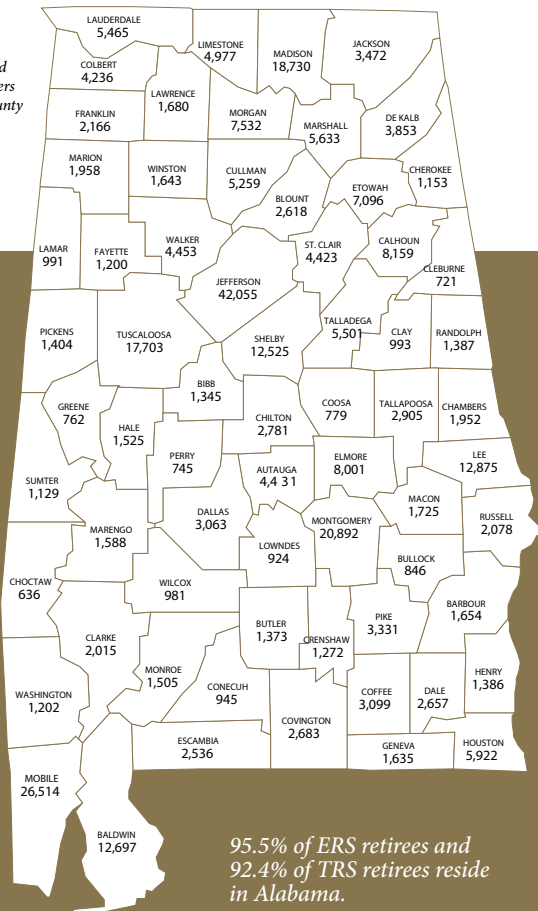 d
ers
unty
LAUDERDALE
5,465
LIMESTONE
4,977
MADISON
18,730
JACKSON
3,472
COLBERT
4,236
LAWRENCE
1,680
FRANKLIN
2,166
MORGAN
7,532
MARSHALL
5,633
DE KALB
3,853
MARION
1,958
WINSTON
1,643
CULLMAN
5,259
BLOUNT
2,618
ETOWAH
7,096
CHEROKEE
1,153
LAMAR
991
FAYETTE
1,200
WALKER
4,453
ST. CLAIR
4,423
CALHOUN
8,159
CLEBURNE
721
JEFFERSON
42,055
PICKENS
1,404
TUSCALOOSA
17,703
SHELBY
12,525
TALLADEGA
5,501
CLAY
993
RANDOLPH
1,387
BIBB
1,345
GREENE
762
HALE
1,525
CHILTON
2,781
COOSA
779
TALLAPOOSA
2,905
CHAMBERS
1,952
PERRY
745
SUMTER
1,129
AUTAUGA
4,4 31
ELMORE
8,001
LEE
12,875
MACON
1,725
RUSSELL
2,078
MARENGO
1,588
DALLAS
3,063
MONTGOMERY
20,892
LOWNDES
924
BULLOCK
846
CHOCTAW
636
WILCOX
981
BARBOUR
1,654
CLARKE
2,015
BUTLER
1,373
CRENSHAW
1,272
PIKE
3,331
MONROE
1,505
CONECUH
945
COFFEE
3,099
DALE
2,657
HENRY
1,386
WASHINGTON
1,202
COVINGTON
2,683
ESCAMBIA
2,536
GENEVA
1,635
HOUSTON
5,922
MOBILE
26,514
BALDWIN
12,697
95.5% of ERS retirees and
92.4% of TRS retirees reside
in Alabama.